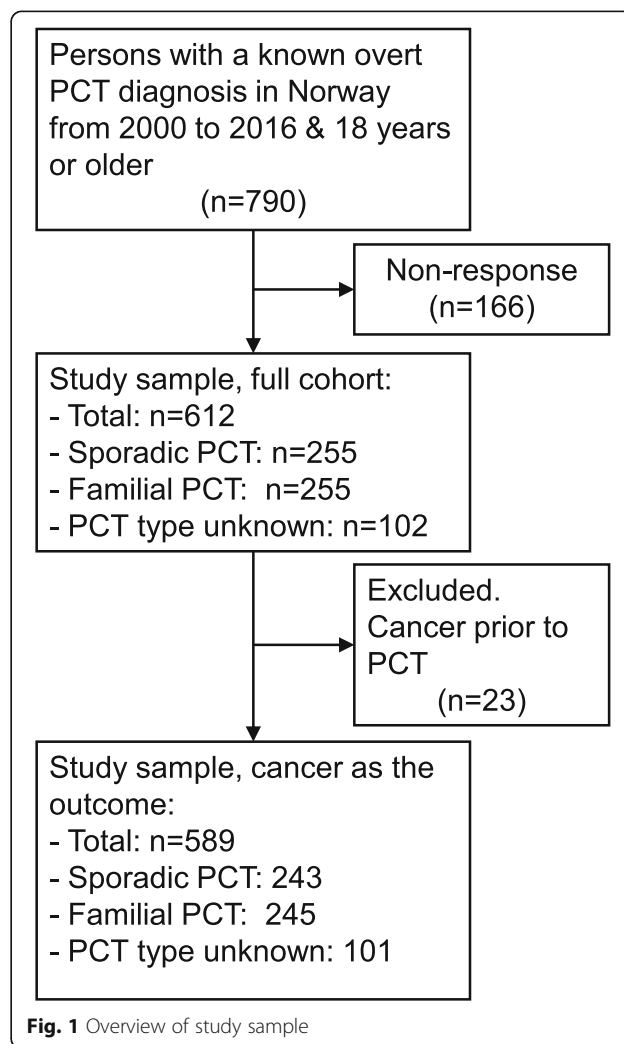 Persons with a known overt
PCT diagnosis in Norway
from 2000 to 2016 & 18 years
or older
(n=790)
Non-response
(n=166)
Study sample, full cohort:
- Total: n=612
- Sporadic PCT: n=255
- Familial PCT: n=255
- PCT type unknown: n=102
Excluded.
Cancer prior to
PCT
(n=23)
Study sample, cancer as the
outcome:
- Total: n=589
- Sporadic PCT: 243
- Familial PCT: 245
- PCT type unknown: 101
Fig. 1 Overview of study sample